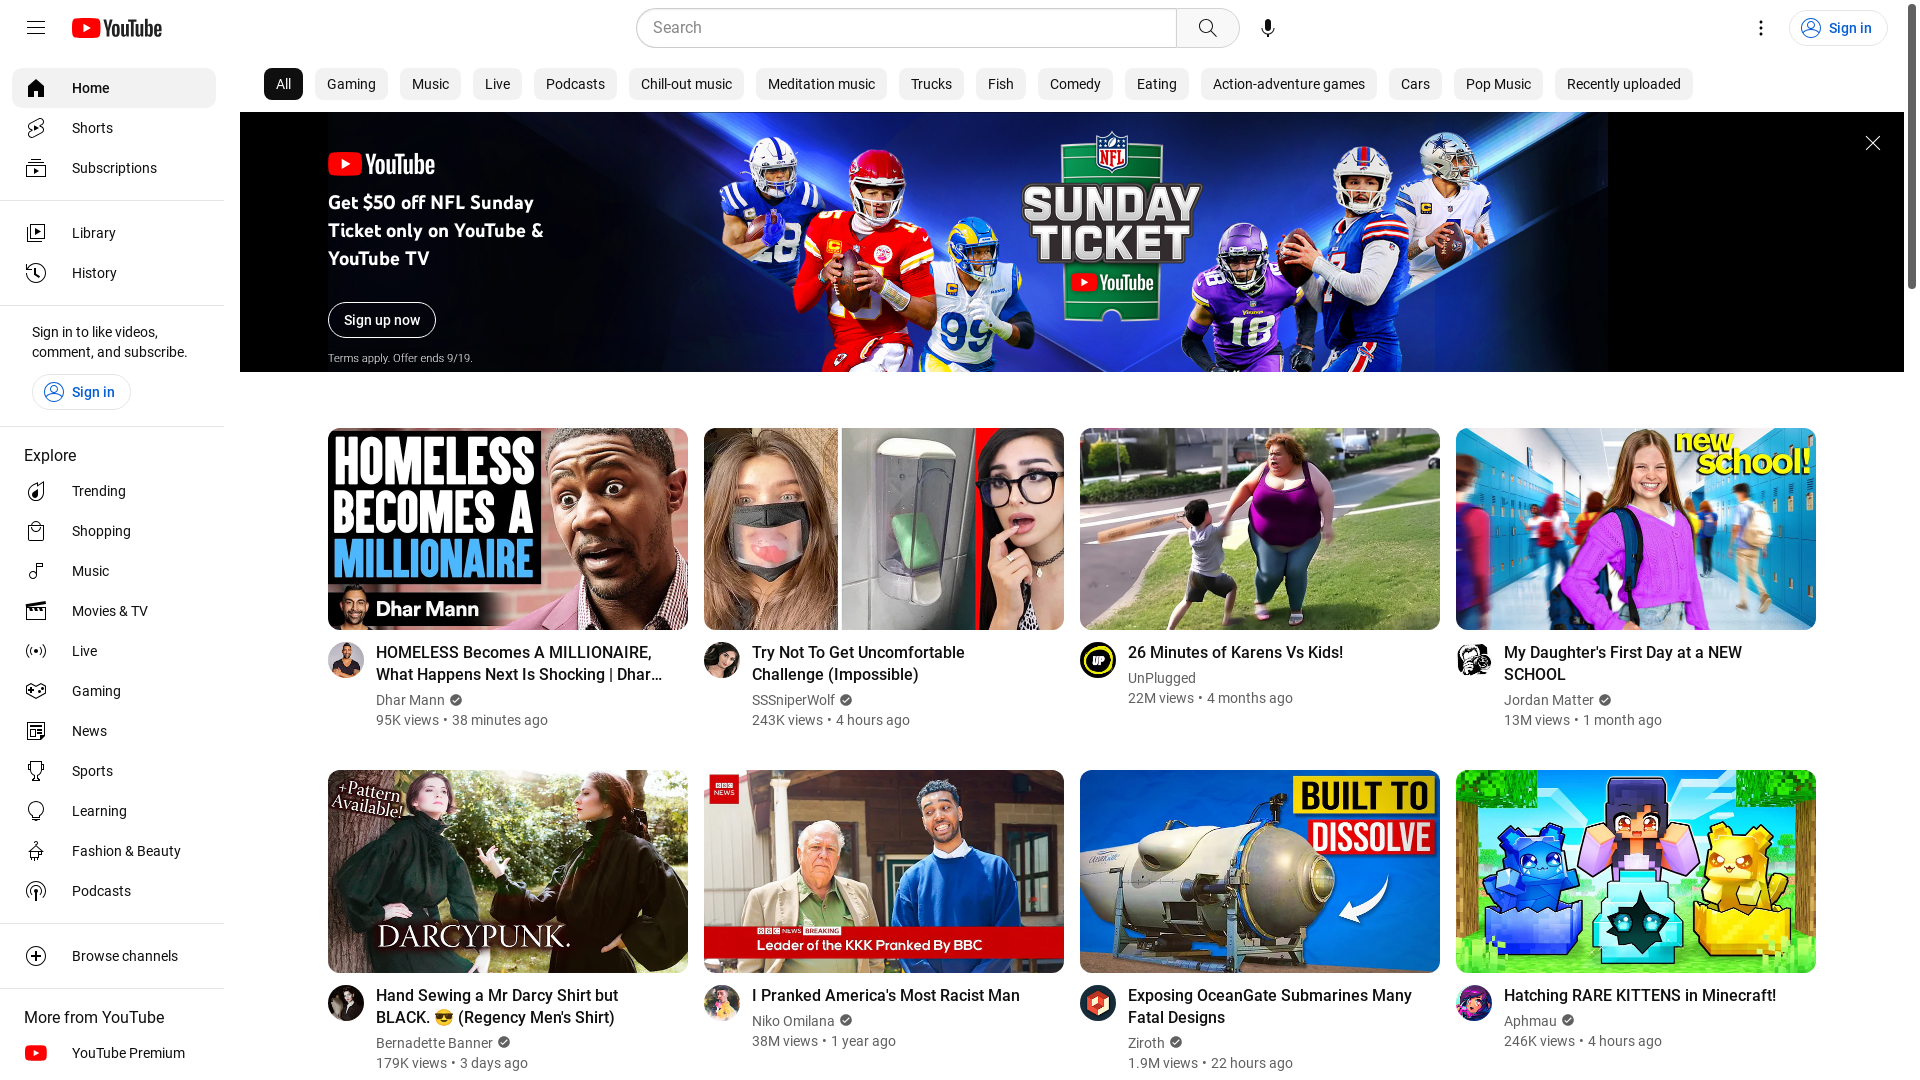 YouTube
Search
Sign in
Home
Shorts
Subscriptions
Library
History
Sign in to like videos,
comment, and subscribe.
Sign in
Explore
Trending
Shopping
Music
Movies & TV
Live
Gaming
News
Sports
Learning
Fashion & Beauty
Podcasts
Browse channels
More from YouTube
YouTube Premium
All
Gaming
Music
Live
Podcasts
Chill-out music
Meditation music
Trucks
Fish
Comedy
Eating
Action-adventure games
Cars
Pop Music
Recently uploaded
YouTube
Get $50 off NFL Sunday
Ticket only on YouTube &
YouTube TV
Sign up now
Terms apply. Offer ends 9/19.
NFL
SUNDAY
TICKET
YouTube
28
15
99
18
17
HOMELESS
BECOMES A
MILLIONAIRE
Dhar Mann
HOMELESS Becomes A MILLIONAIRE,
What Happens Next Is Shocking | Dhar...
Dhar Mann
95K views • 38 minutes ago
Try Not To Get Uncomfortable
Challenge (Impossible)
SSSniperWolf
243K views • 4 hours ago
UP
26 Minutes of Karens Vs Kids!
UnPlugged
22M views • 4 months ago
new
school!
My Daughter's First Day at a NEW
SCHOOL
Jordan Matter
13M views • 1 month ago
+Pattern
Available!
DARCYPUNK.
Hand Sewing a Mr Darcy Shirt but
BLACK. 😎 (Regency Men's Shirt)
Bernadette Banner
179K views • 3 days ago
BBC
NEWS
BBC NEWS BREAKING
Leader of the KKK Pranked By BBC
I Pranked America's Most Racist Man
Niko Omilana
38M views • 1 year ago
BUILT TO
DISSOLVE
Exposing OceanGate Submarines Many
Fatal Designs
Ziroth
1.9M views • 22 hours ago
Hatching RARE KITTENS in Minecraft!
Aphmau
246K views • 4 hours ago